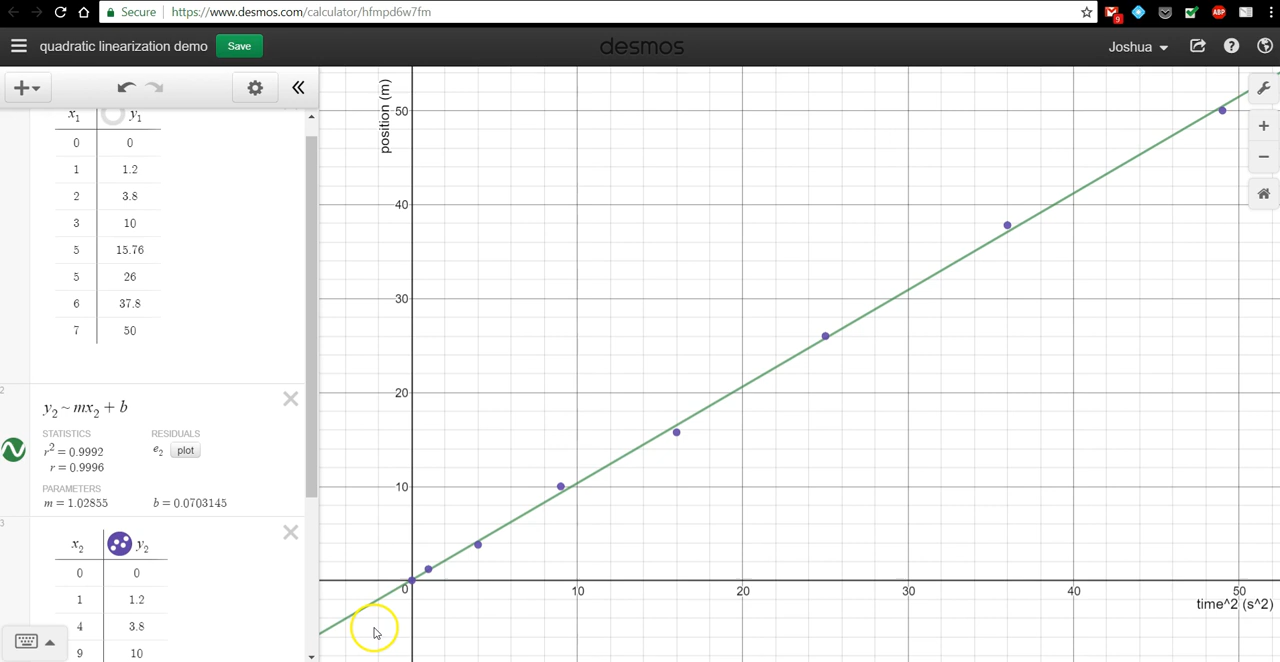 Secure | https://www.desmos.com/calculator/hfmpd6w7fm
9
ABP
quadratic linearization demo Save
desmos
Joshua
x₁ y₁
0 0
1 1.2
2 3.8
3 10
5 15.76
5 26
6 37.8
7 50
2
y₂ ~ mx₂ + b
STATISTICS RESIDUALS
r² = 0.9992 e₂ plot
r = 0.9996
PARAMETERS
m = 1.02855 b = 0.0703145
3
x₂ y₂
0 0
1 1.2
4 3.8
9 10
position (m)
50
40
30
20
10
0 10 20 30 40 50
time^2 (s^2)